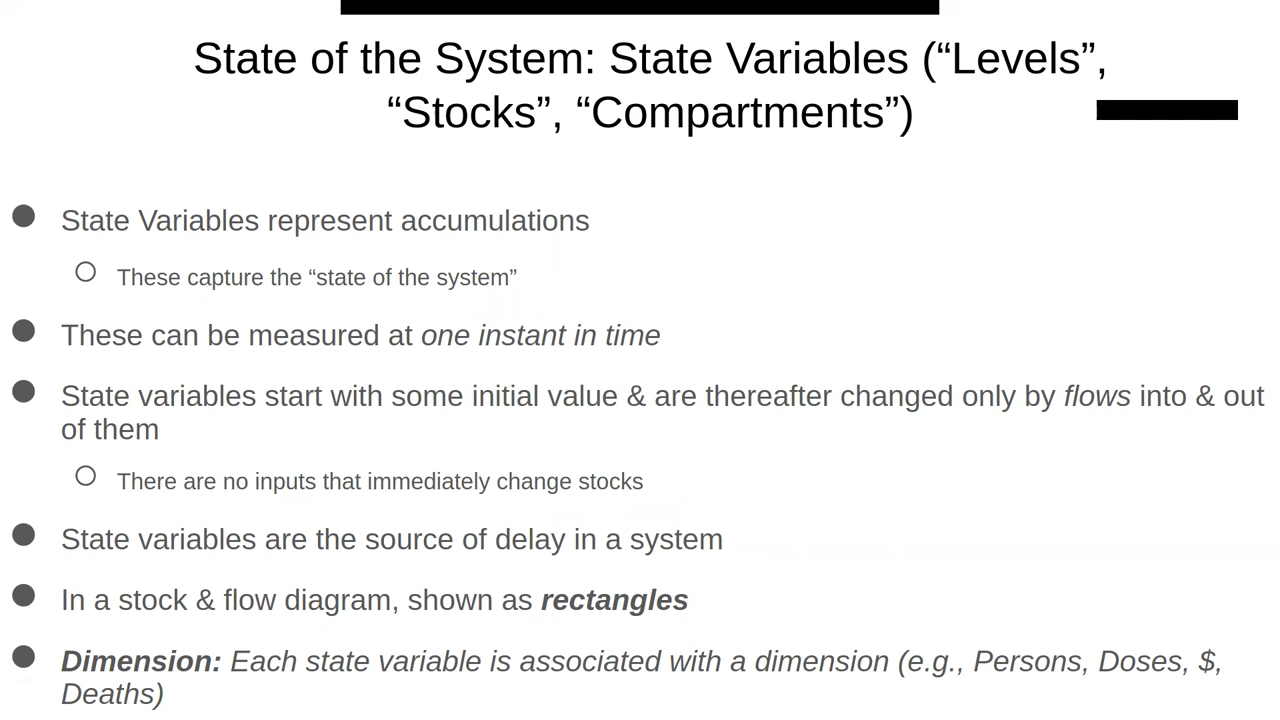 State of the System: State Variables (“Levels”,
“Stocks”, “Compartments”)
State Variables represent accumulations
These capture the “state of the system”
These can be measured at one instant in time
State variables start with some initial value & are thereafter changed only by flows into & out
of them
There are no inputs that immediately change stocks
State variables are the source of delay in a system
In a stock & flow diagram, shown as rectangles
Dimension: Each state variable is associated with a dimension (e.g., Persons, Doses, $,
Deaths)